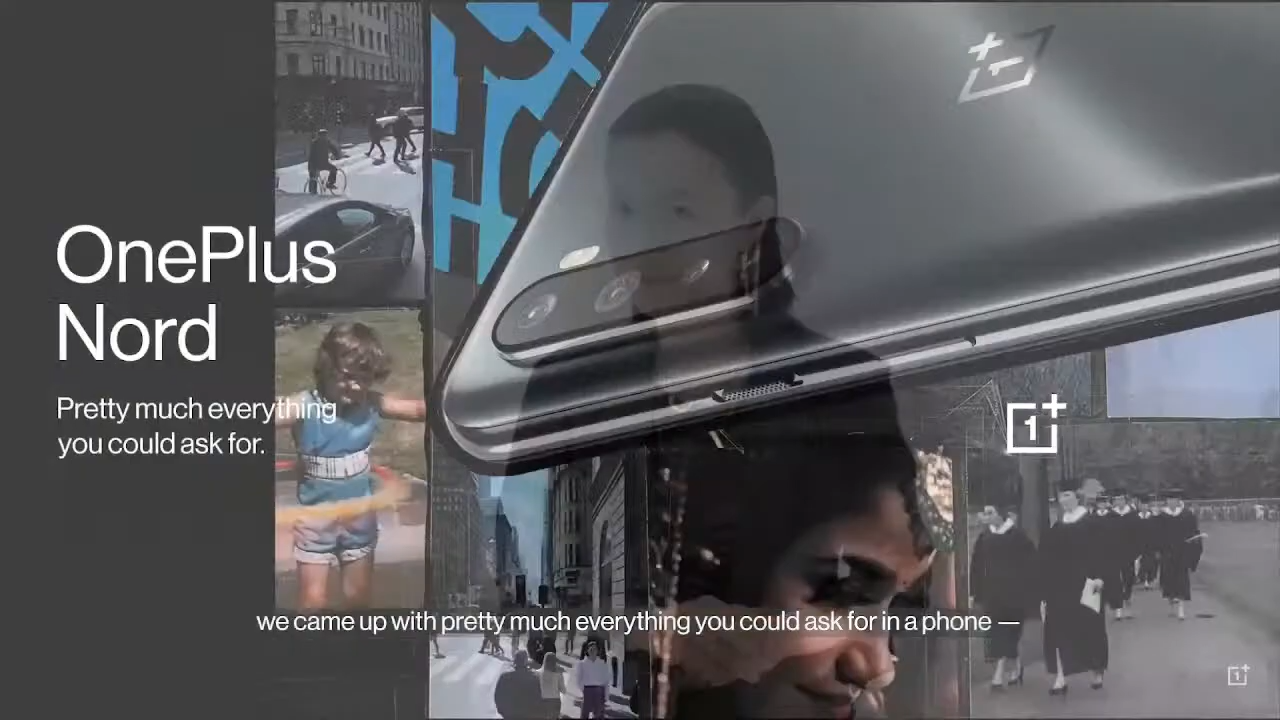 OnePlus
Nord
Pretty much everything
you could ask for.
we came up with pretty much everything you could ask for in a phone —